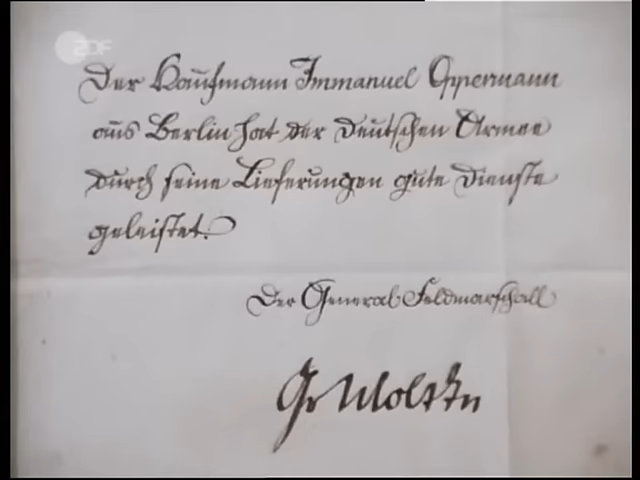 ZDF
Der Kaufmann Immanuel Oppermann
aus Berlin hat der deutschen Armee
durch seine Lieferungen gute Dienste
geleistet.
Der General-Feldmarschall
Gr Moltke